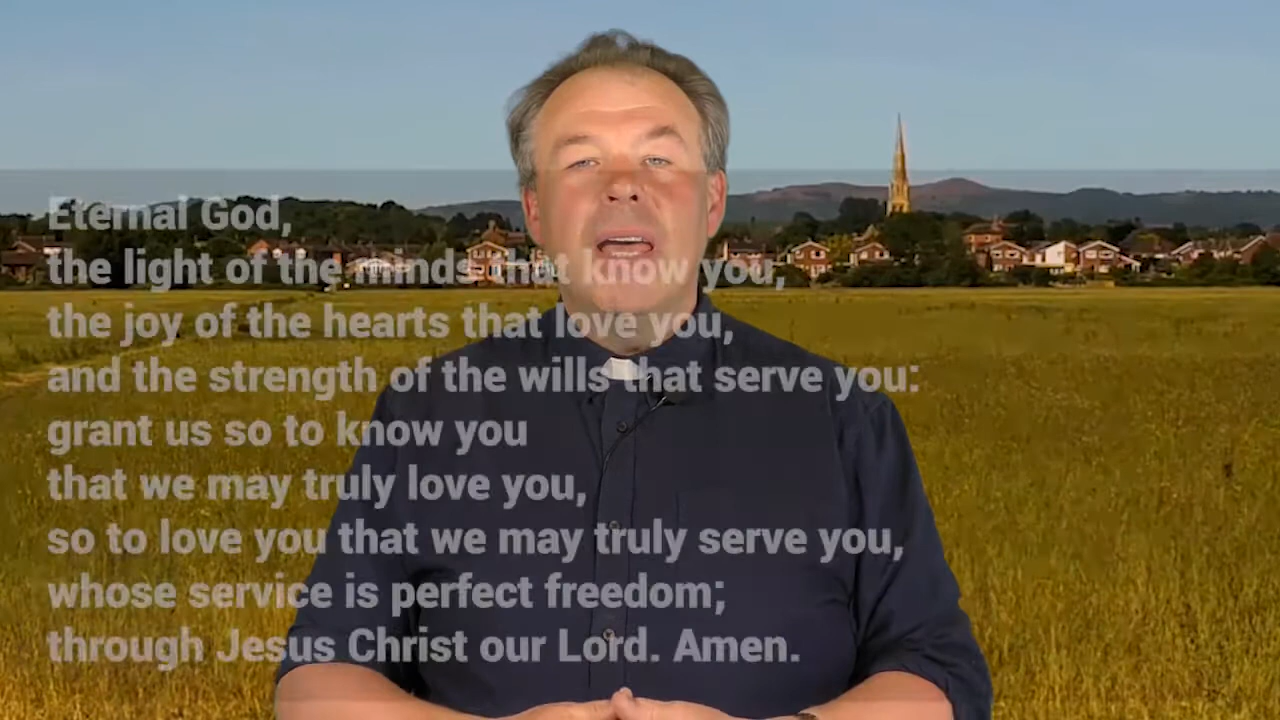 Eternal God,
the light of the minds that know you,
the joy of the hearts that love you,
and the strength of the wills that serve you:
grant us so to know you
that we may truly love you,
so to love you that we may truly serve you,
whose service is perfect freedom;
through Jesus Christ our Lord. Amen.